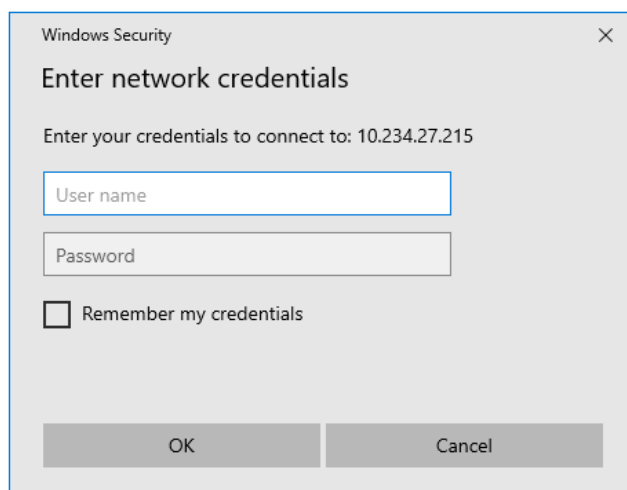 Windows Security
Enter network credentials
Enter your credentials to connect to: 10.234.27.215
User name
Password
Remember my credentials
OK
Cancel